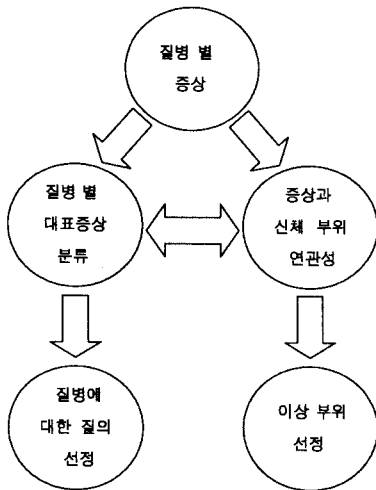 질병 별
증상
질병 별
대표증상
분류
증상과
신체 부위
연관성
질병에
대한 질의
선정
이상 부위
선정